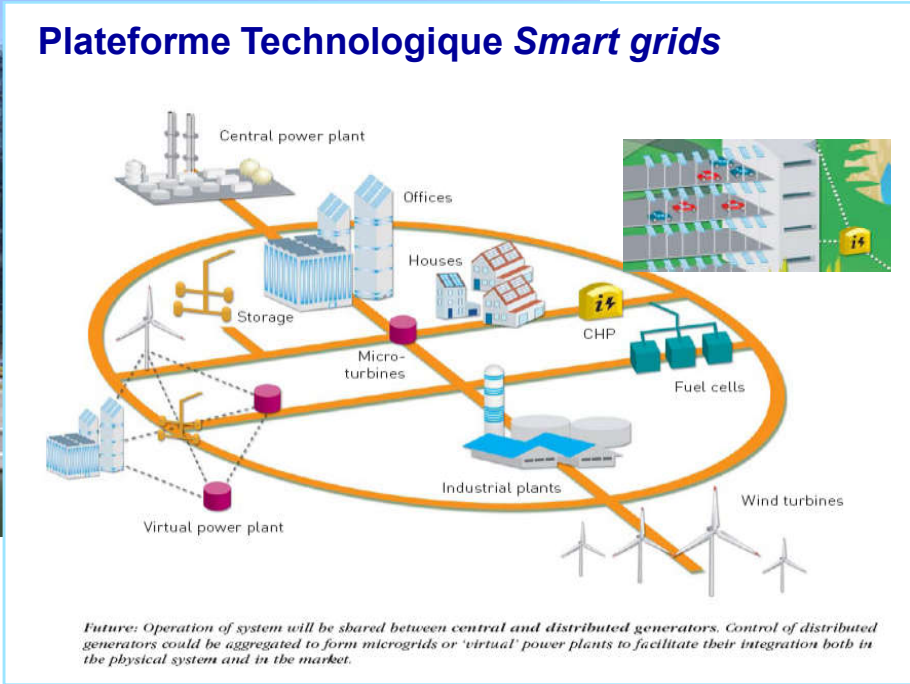 Plateforme Technologique Smart grids
Central power plant
Offices
Houses
Storage
CHP
Micro-
turbines
Fuel cells
Industrial plants
Wind turbines
Virtual power plant
Future: Operation of system will be shared between central and distributed generators. Control of distributed
generators could be aggregated to form microgrids or ‘virtual’ power plants to facilitate their integration both in
the physical system and in the market.